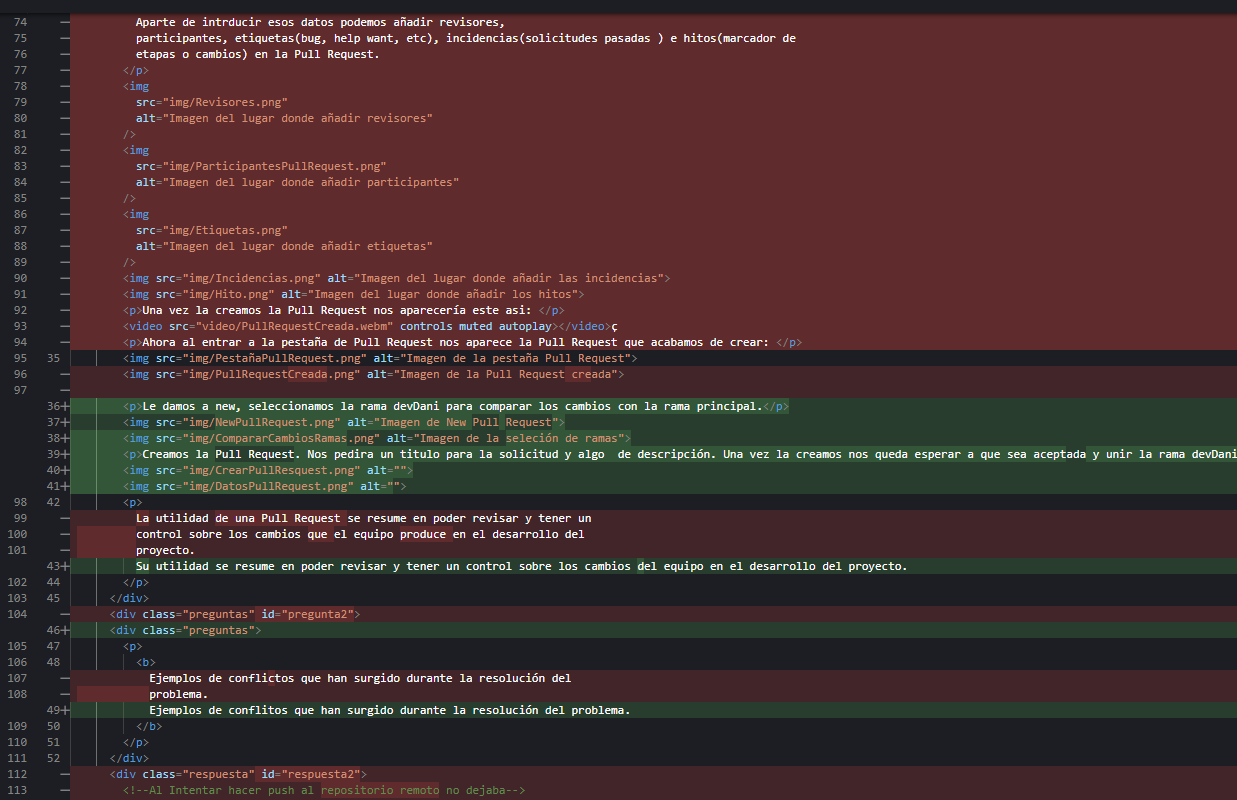 74 — Aparte de intrducir esos datos podemos añadir revisores,
75 — participantes, etiquetas(bug, help want, etc), incidencias(solicitudes pasadas ) e hitos(marcador de
76 — etapas o cambios) en la Pull Request.
77 — </p>
78 — <img
79 — src="img/Revisores.png"
80 — alt="Imagen del lugar donde añadir revisores"
81 — />
82 — <img
83 — src="img/ParticipantesPullRequest.png"
84 — alt="Imagen del lugar donde añadir participantes"
85 — />
86 — <img
87 — src="img/Etiquetas.png"
88 — alt="Imagen del lugar donde añadir etiquetas"
89 — />
90 — <img src="img/Incidencias.png" alt="Imagen del lugar donde añadir las incidencias">
91 — <img src="img/Hito.png" alt="Imagen del lugar donde añadir los hitos">
92 — <p>Una vez la creamos la Pull Request nos aparecería este asi: </p>
93 — <video src="video/PullRequestCreada.webm" controls muted autoplay></video>ç
94 — <p>Ahora al entrar a la pestaña de Pull Request nos aparece la Pull Request que acabamos de crear: </p>
95 35 <img src="img/PestañaPullRequest.png" alt="Imagen de la pestaña Pull Request">
96 — <img src="img/PullRequestCreada.png" alt="Imagen de la Pull Request creada">
97 —
36+ <p>Le damos a new, seleccionamos la rama devDani para comparar los cambios con la rama principal.</p>
37+ <img src="img/NewPullRequest.png" alt="Imagen de New Pull Request">
38+ <img src="img/CompararCambiosRamas.png" alt="Imagen de la seleción de ramas">
39+ <p>Creamos la Pull Request. Nos pedira un titulo para la solicitud y algo  de descripción. Una vez la creamos nos queda esperar a que sea aceptada y unir la rama devDani
40+ <img src="img/CrearPullResquest.png" alt="">
41+ <img src="img/DatosPullRequest.png" alt="">
98 42 <p>
99 — La utilidad de una Pull Request se resume en poder revisar y tener un
100 — control sobre los cambios que el equipo produce en el desarrollo del
101 — proyecto.
43+ Su utilidad se resume en poder revisar y tener un control sobre los cambios del equipo en el desarrollo del proyecto.
102 44 </p>
103 45 </div>
104 — <div class="preguntas" id="pregunta2">
46+ <div class="preguntas">
105 47 <p>
106 48 <b>
107 — Ejemplos de conflictos que han surgido durante la resolución del
108 — problema.
49+ Ejemplos de conflitos que han surgido durante la resolución del problema.
109 50 </b>
110 51 </p>
111 52 </div>
112 — <div class="respuesta" id="respuesta2">
113 — <!--Al Intentar hacer push al repositorio remoto no dejaba-->